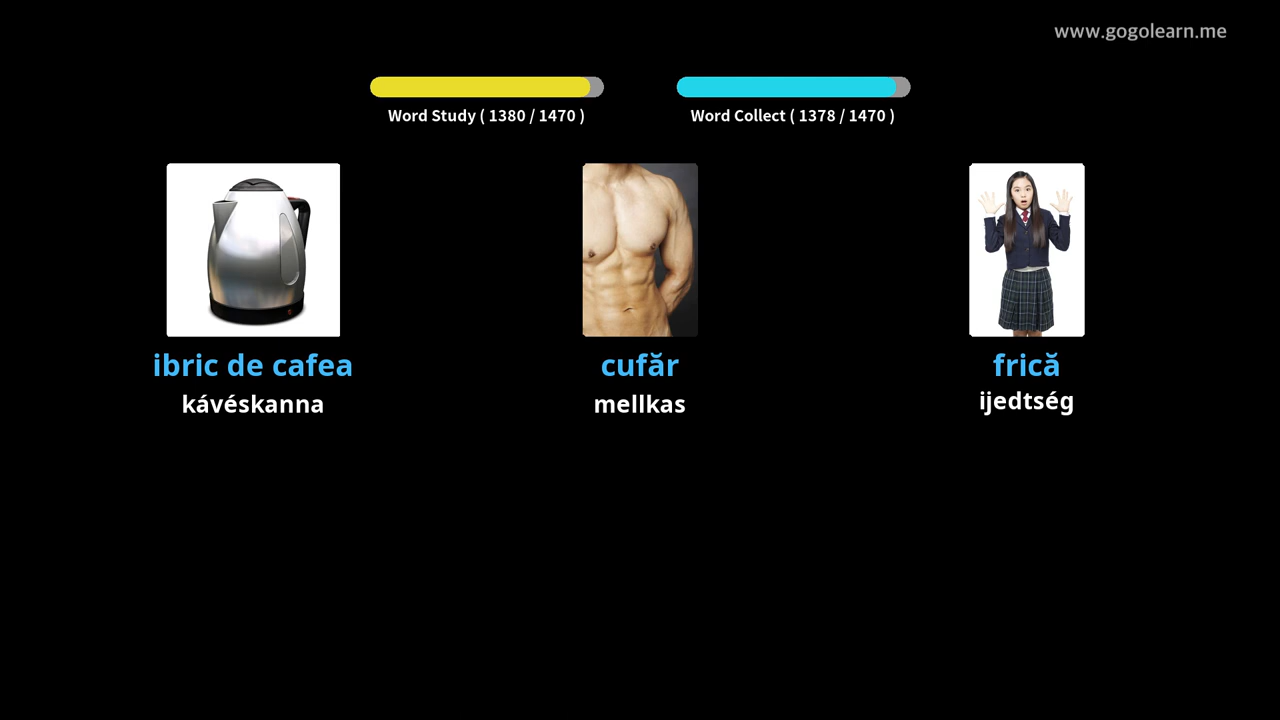 www.gogolearn.me
Word Study ( 1380 / 1470 )
Word Collect ( 1378 / 1470 )
ibric de cafea
cufăr
frică
kávéskanna
mellkas
ijedtség